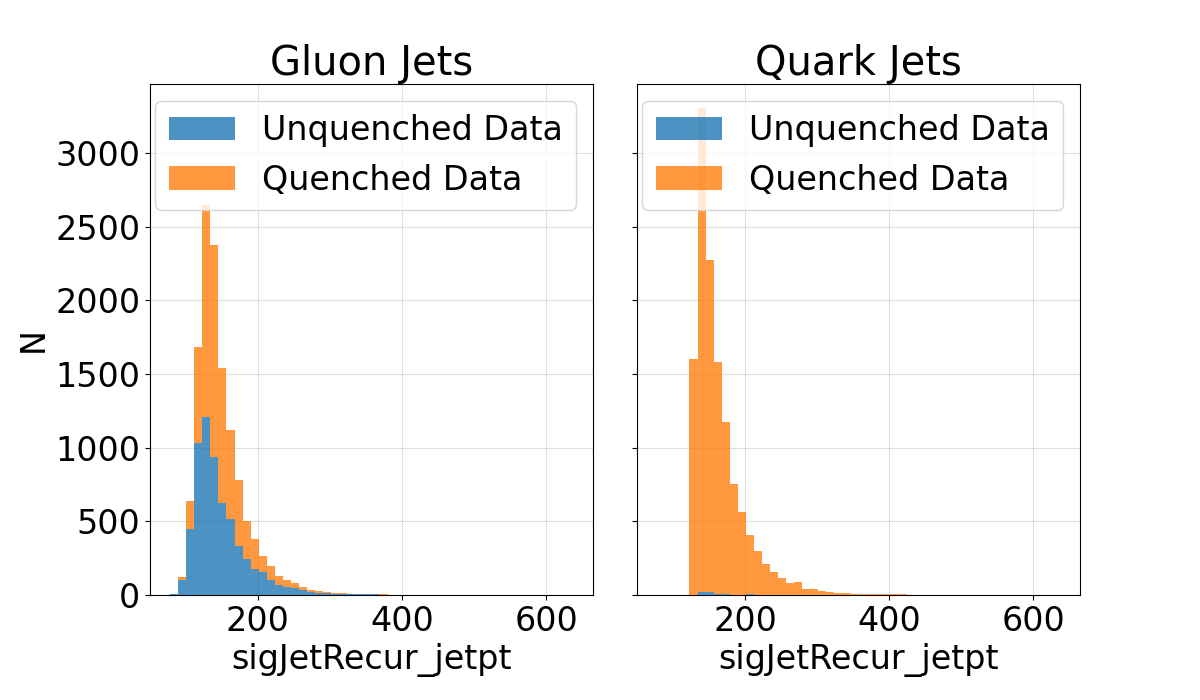 Gluon Jets
Quark Jets
Unquenched Data
Quenched Data
Unquenched Data
Quenched Data
3000
2500
2000
1500
1000
500
0
N
200 400 600
200 400 600
sigJetRecur_jetpt
sigJetRecur_jetpt